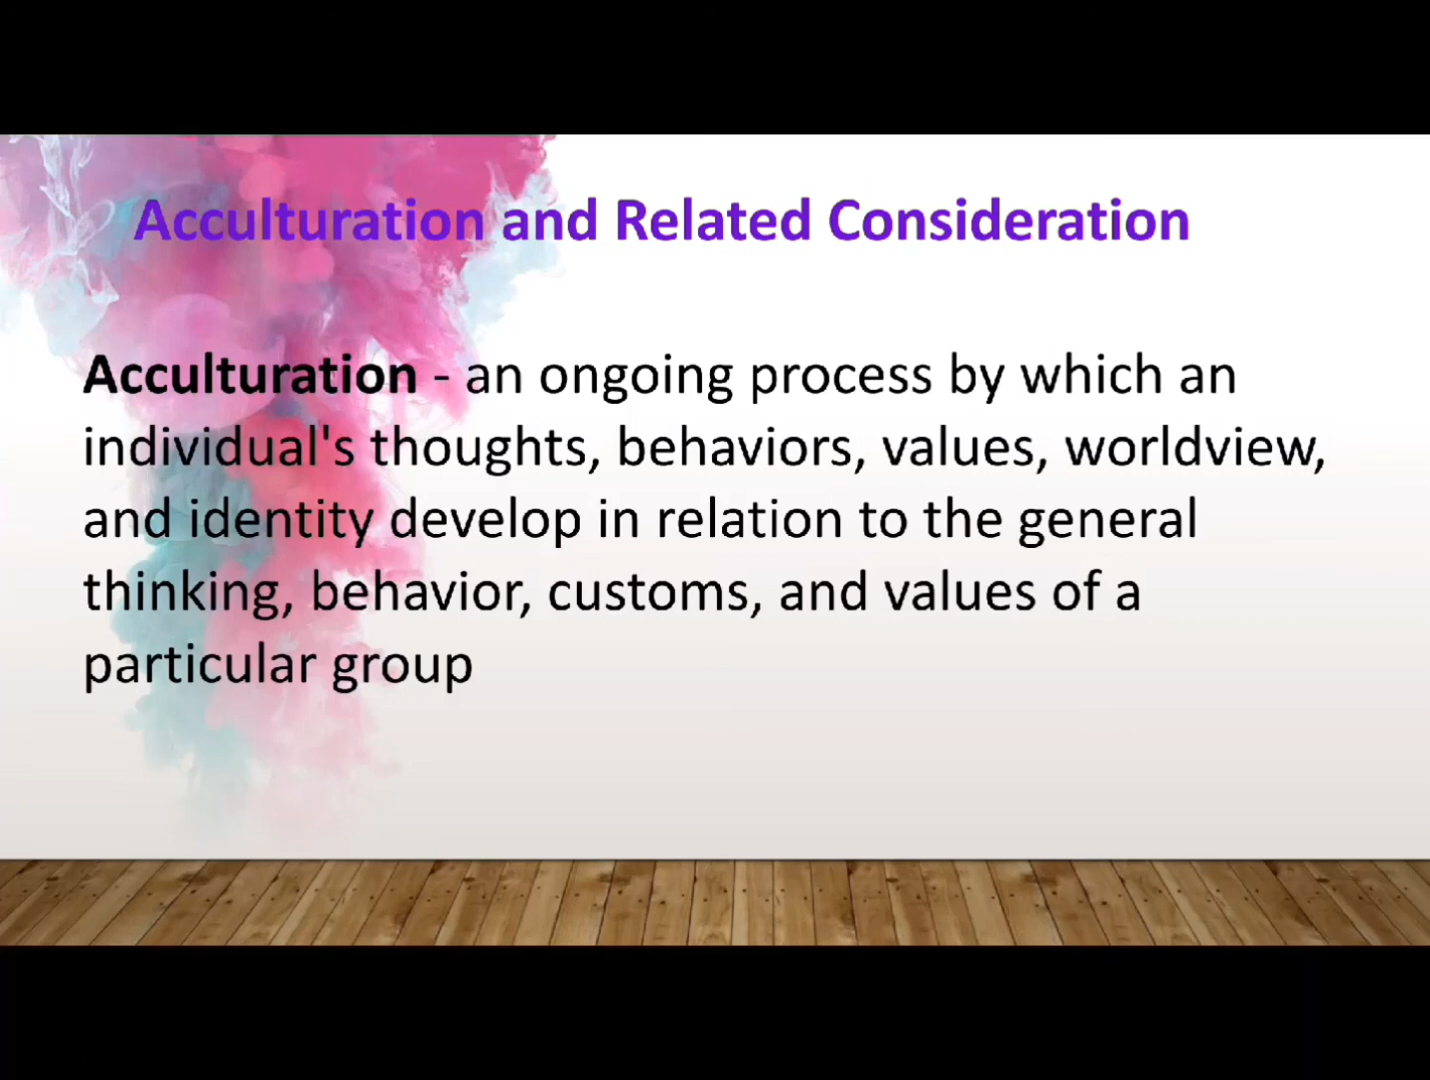 Acculturation and Related Consideration
Acculturation - an ongoing process by which an
individual's thoughts, behaviors, values, worldview,
and identity develop in relation to the general
thinking, behavior, customs, and values of a
particular group